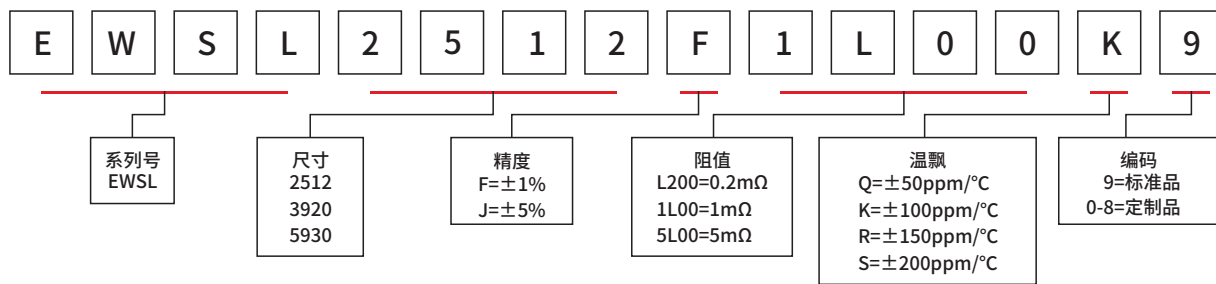 E W S L 2 5 1 2 F 1 L 0 0 K 9
系列号
EWSL
尺寸
2512
3920
5930
精度
F=±1%
J=±5%
阻值
L200=0.2mΩ
1L00=1mΩ
5L00=5mΩ
温飘
Q=±50ppm/°C
K=±100ppm/°C
R=±150ppm/°C
S=±200ppm/°C
编码
9=标准品
0-8=定制品